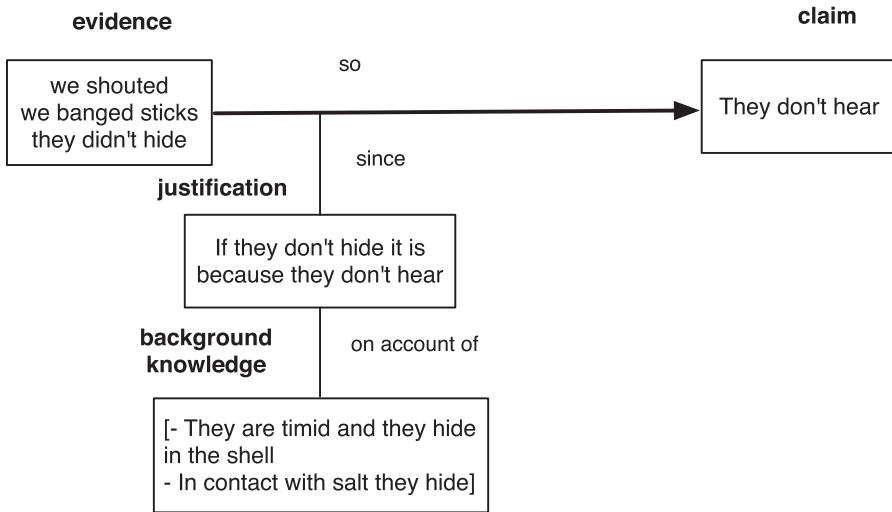 evidence
claim
so
we shouted
we banged sticks
they didn't hide
They don't hear
since
justification
If they don't hide it is
because they don't hear
background
knowledge
on account of
[- They are timid and they hide
in the shell
- In contact with salt they hide]